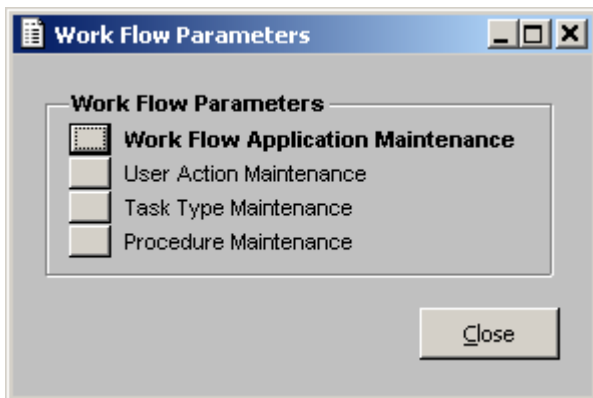 Work Flow Parameters
Work Flow Parameters
Work Flow Application Maintenance
User Action Maintenance
Task Type Maintenance
Procedure Maintenance
Close